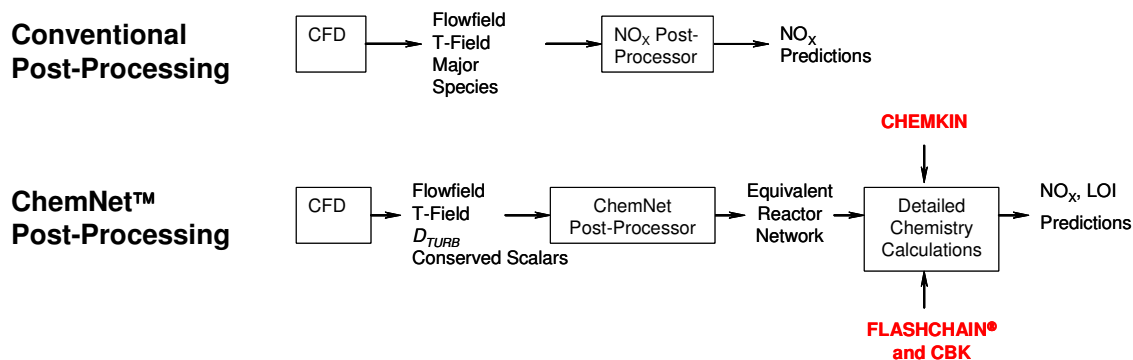 Conventional
Post-Processing
CFD
Flowfield
T-Field
Major
Species
NOX Post-
Processor
NOX
Predictions
CHEMKIN
ChemNet™
Post-Processing
CFD
Flowfield
T-Field
DTURB
Conserved Scalars
ChemNet
Post-Processor
Equivalent
Reactor
Network
Detailed
Chemistry
Calculations
NOX, LOI
Predictions
FLASHCHAIN®
and CBK